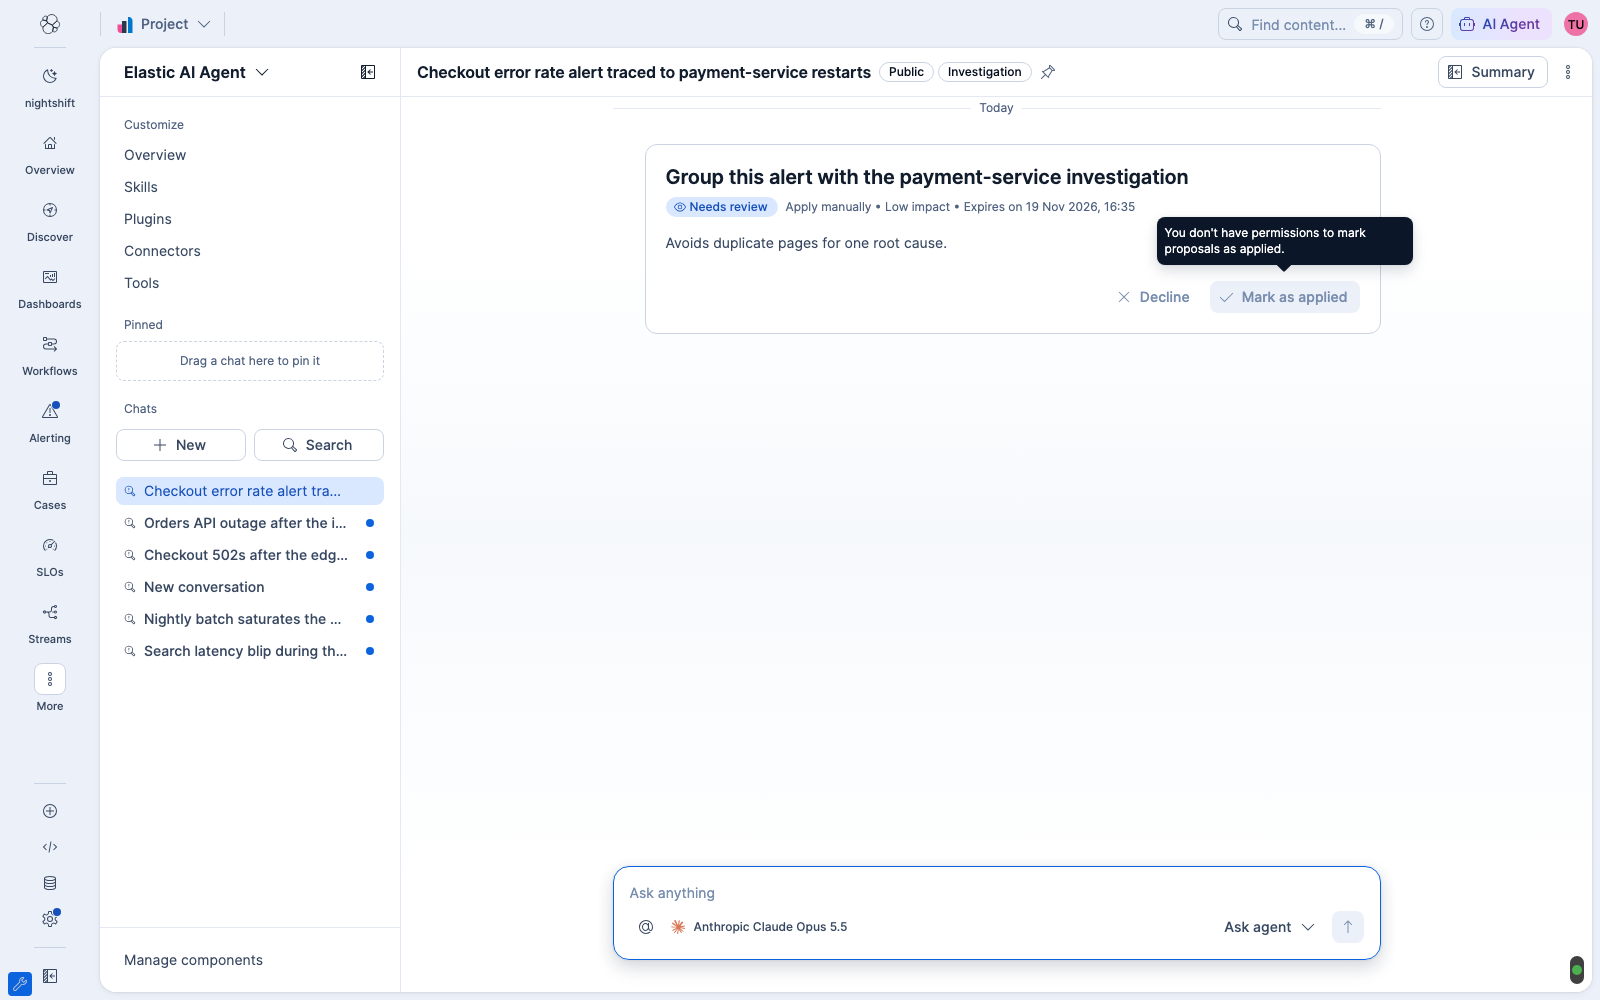 Project
Find content...
⌘ /
AI Agent
TU
nightshift
Overview
Discover
Dashboards
Workflows
Alerting
Cases
SLOs
Streams
More
Elastic AI Agent
Customize
Overview
Skills
Plugins
Connectors
Tools
Pinned
Drag a chat here to pin it
Chats
New
Search
Checkout error rate alert tra...
Orders API outage after the i...
Checkout 502s after the edg...
New conversation
Nightly batch saturates the ...
Search latency blip during th...
Manage components
Checkout error rate alert traced to payment-service restarts
Public
Investigation
Summary
Today
Group this alert with the payment-service investigation
Needs review
Apply manually • Low impact • Expires on 19 Nov 2026, 16:35
Avoids duplicate pages for one root cause.
You don't have permissions to mark
proposals as applied.
Decline
Mark as applied
Ask anything
@
Anthropic Claude Opus 5.5
Ask agent